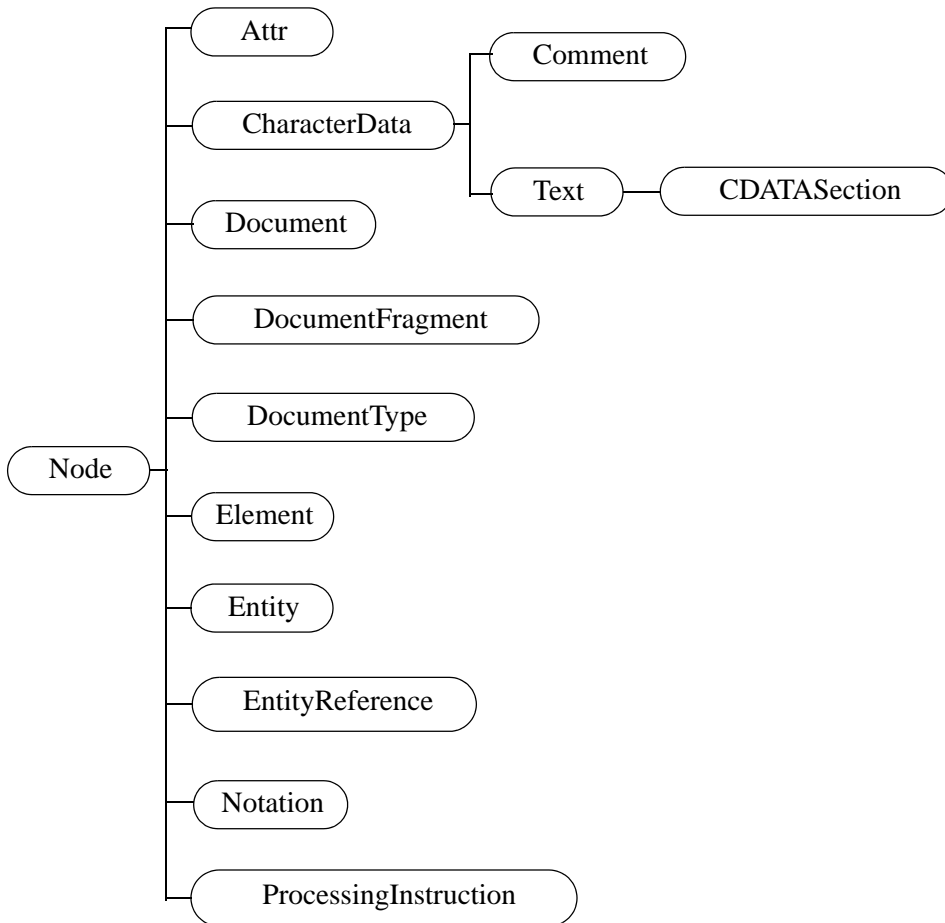 Attr
Comment
CharacterData
Text
CDATASection
Document
DocumentFragment
DocumentType
Node
Element
Entity
EntityReference
Notation
ProcessingInstruction